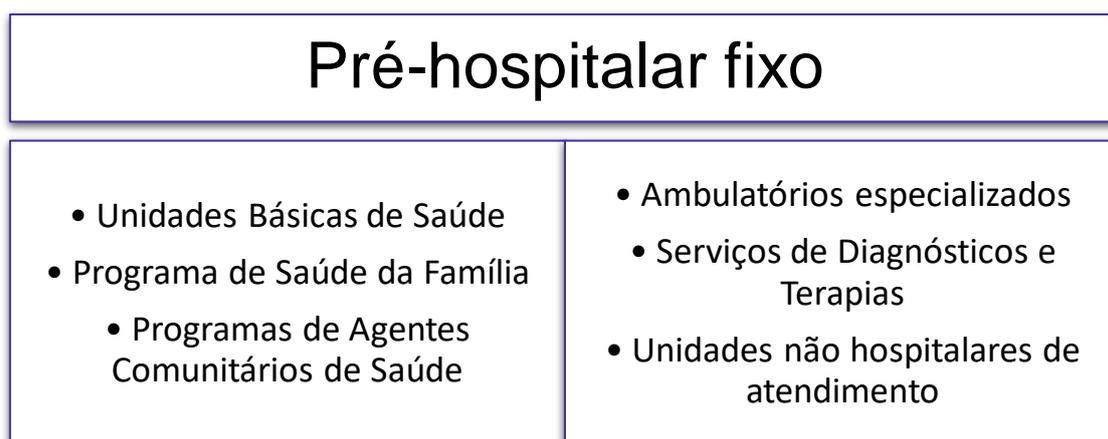 Pré-hospitalar fixo
• Unidades Básicas de Saúde
• Programa de Saúde da Família
• Programas de Agentes
Comunitários de Saúde
• Ambulatórios especializados
• Serviços de Diagnósticos e
Terapias
• Unidades não hospitalares de
atendimento